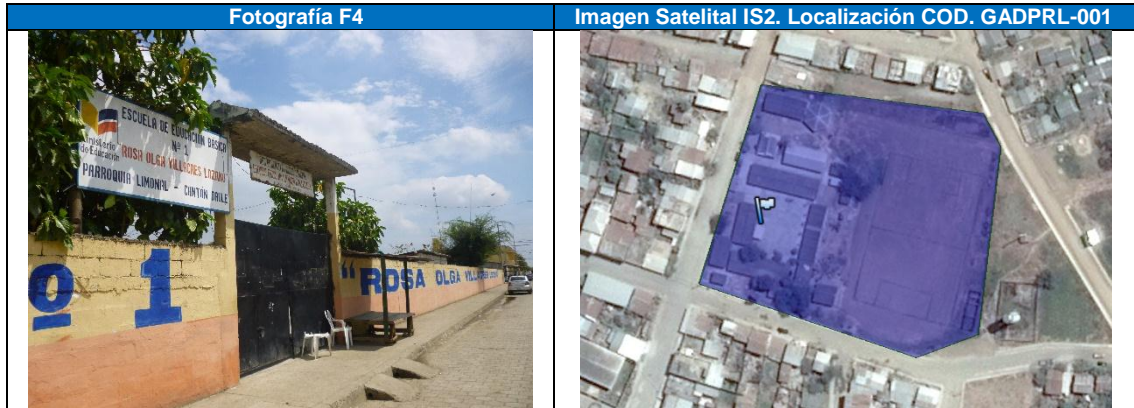 Fotografía F4
Imagen Satelital IS2. Localización COD. GADPRL-001
ESCUELA DE EDUCACIÓN BÁSICA
Nº 1
Ministerio
de Educación
"ROSA OLGA VILLACRES LOZANO"
PARROQUIA LIMONAL - CANTÓN DAULE
º 1
"ROSA OLGA VILLACRES